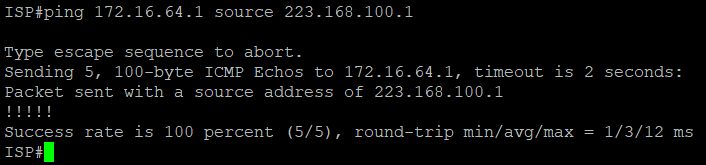 ISP#ping 172.16.64.1 source 223.168.100.1

Type escape sequence to abort.
Sending 5, 100-byte ICMP Echos to 172.16.64.1, timeout is 2 seconds:
Packet sent with a source address of 223.168.100.1
!!!!!
Success rate is 100 percent (5/5), round-trip min/avg/max = 1/3/12 ms
ISP#